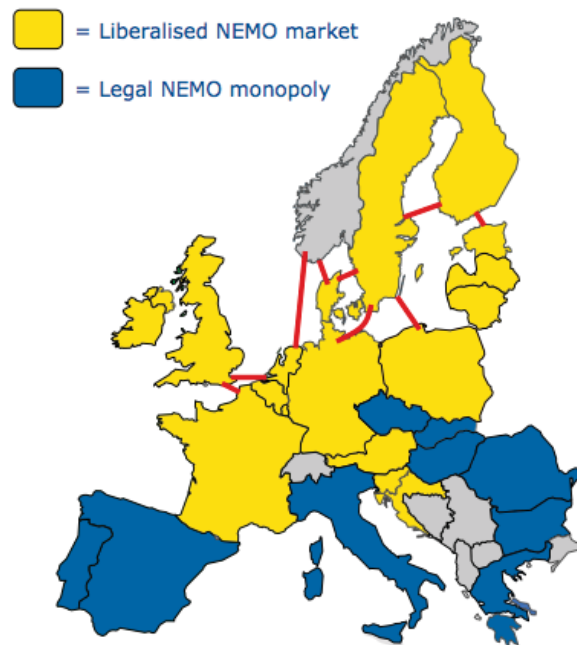 = Liberalised NEMO market
= Legal NEMO monopoly